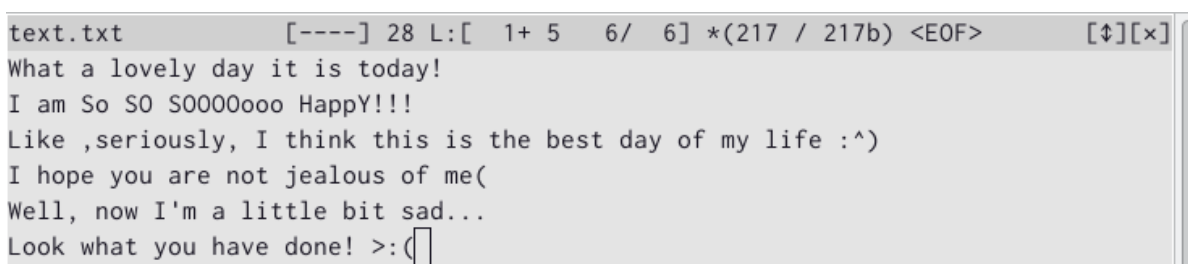 text.txt [----] 28 L:[ 1+ 5 6/ 6] *(217 / 217b) <EOF> [↕][×]
What a lovely day it is today!
I am So SO SOOOOooo HappY!!!
Like ,seriously, I think this is the best day of my life :^)
I hope you are not jealous of me(
Well, now I'm a little bit sad...
Look what you have done! >:(